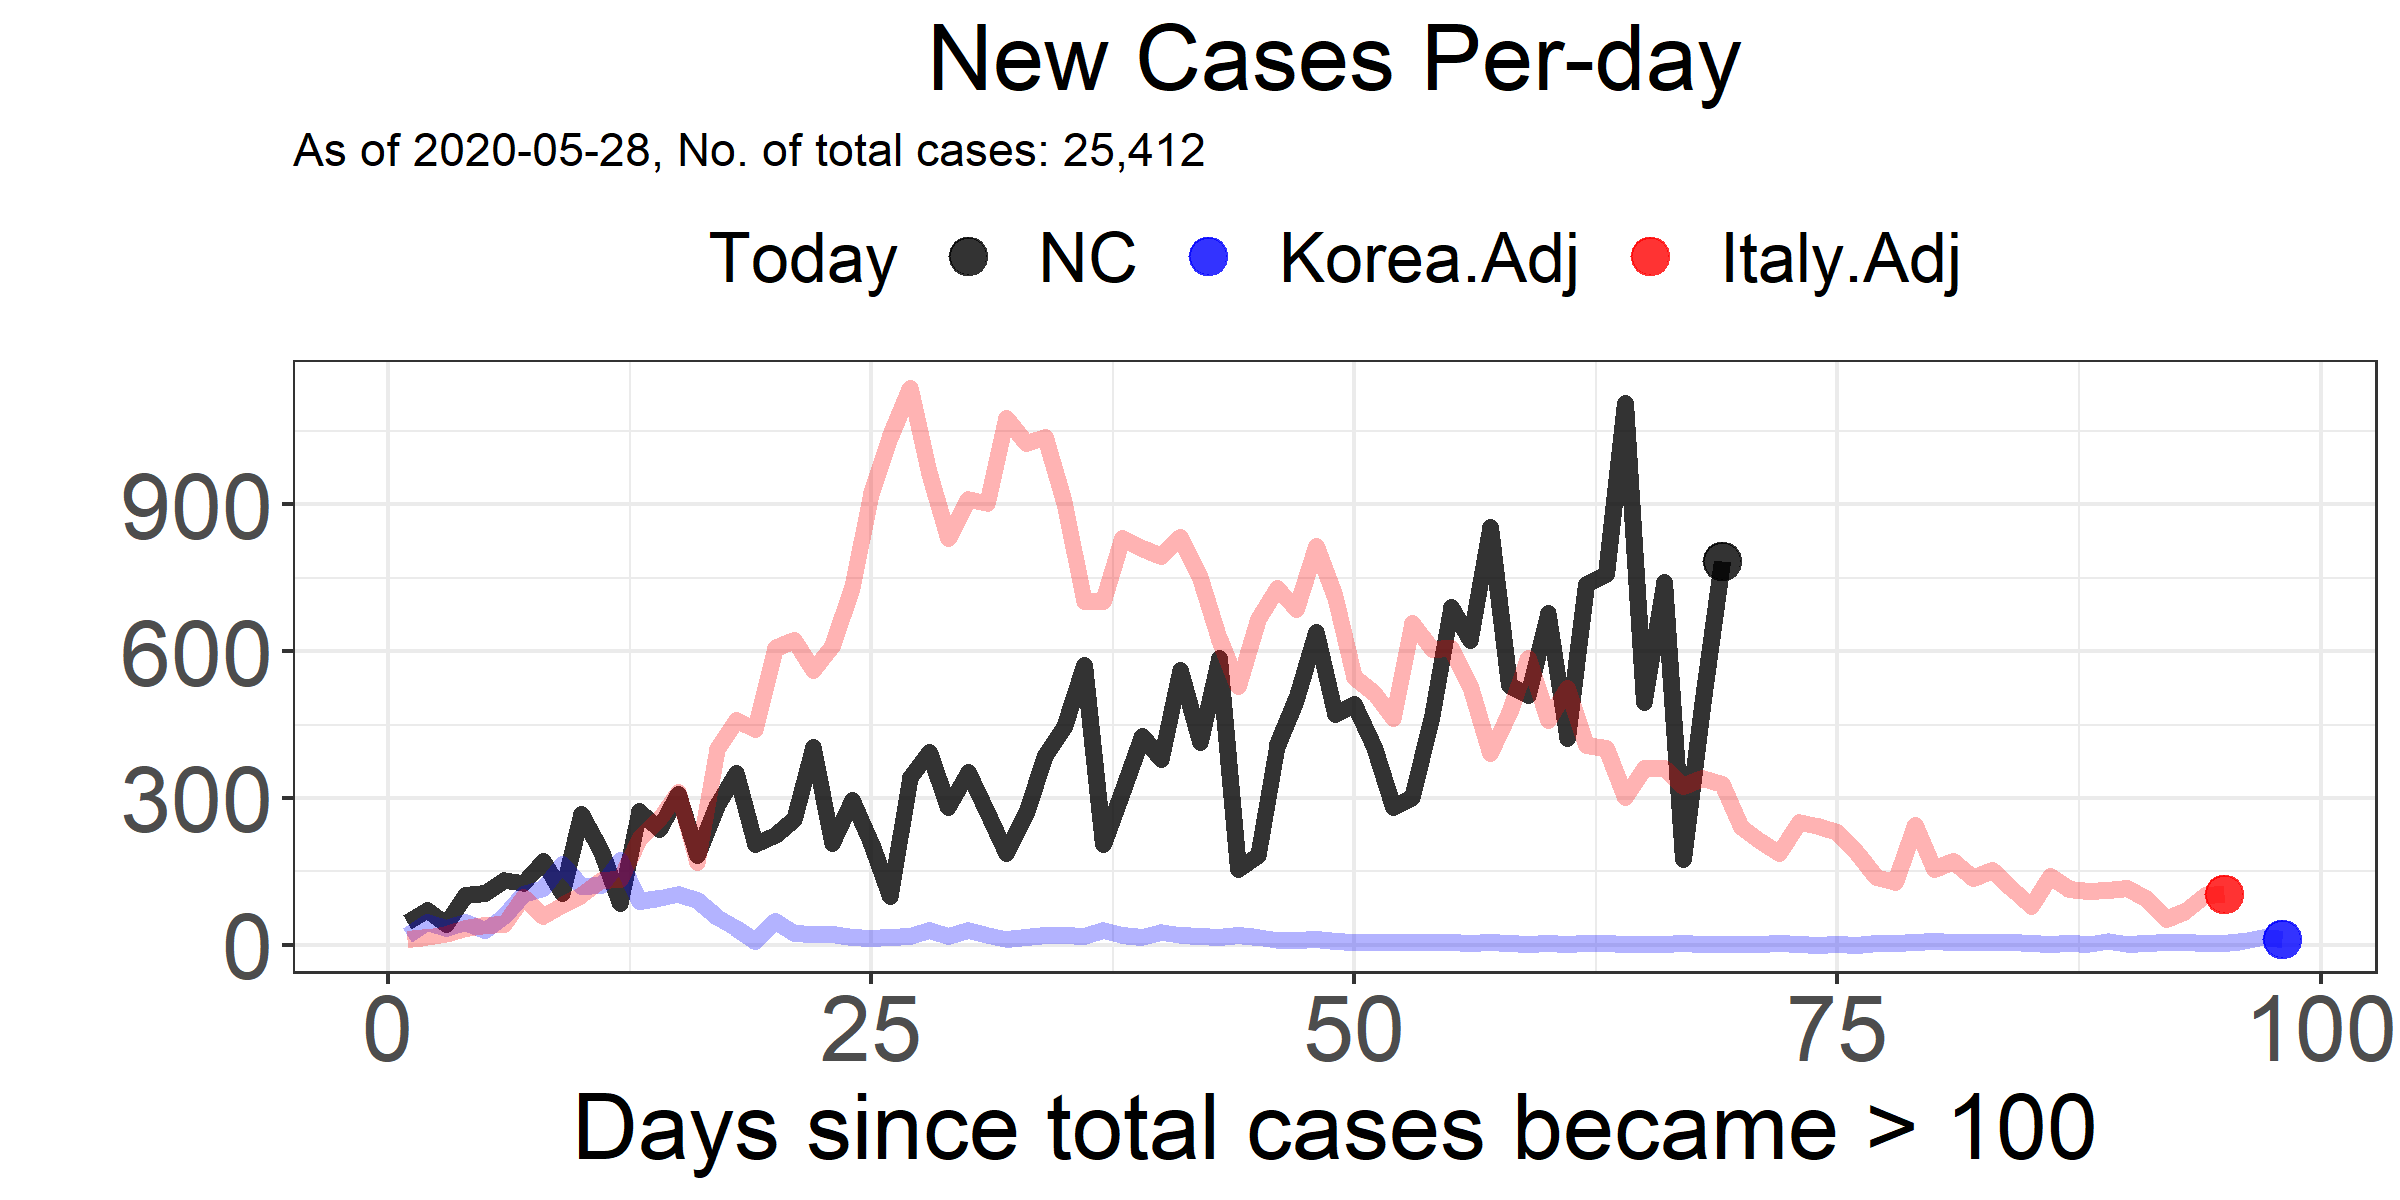 New Cases Per-day
As of 2020-05-28, No. of total cases: 25,412
Today NC Korea.Adj Italy.Adj
900
600
300
0
0 25 50 75 100
Days since total cases became > 100